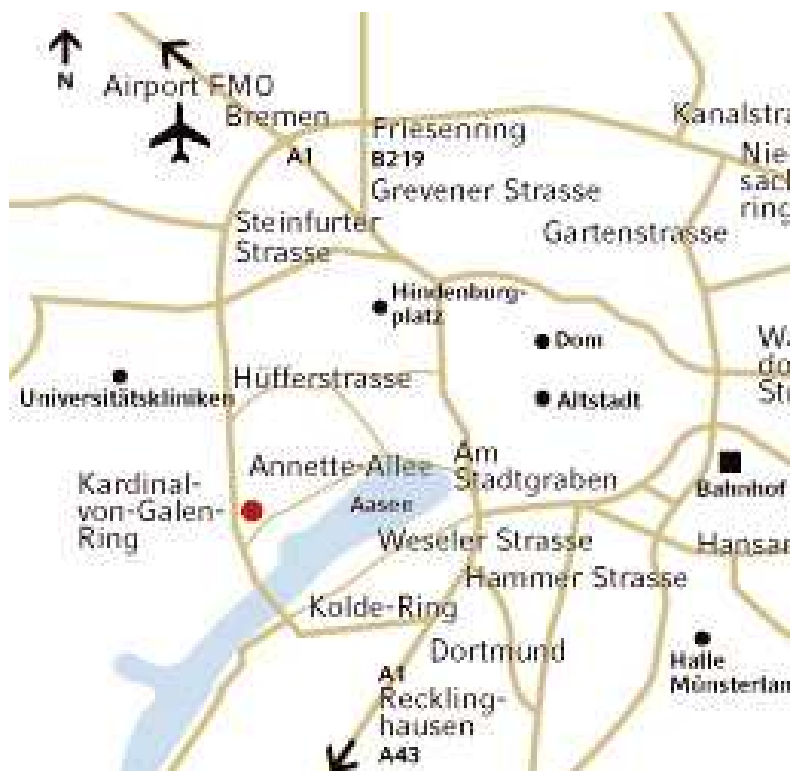 N
Airport FMO
Bremen
A1
Friesenring
B219
Grevener Strasse
Kanalstra
Nie-
sach
ring
Steinfurter
Strasse
Gartenstrasse
Hindenburg-
platz
Dom
Altstadt
Universitätskliniken
Hüfferstrasse
Annette-Allee
Am
Stadtgraben
Bahnhof
Kardinal-
von-Galen-
Ring
Aasee
Weseler Strasse
Hansar
Hammer Strasse
Kolde-Ring
Dortmund
A1
Reckling-
hausen
A43
Halle
Münsterlan